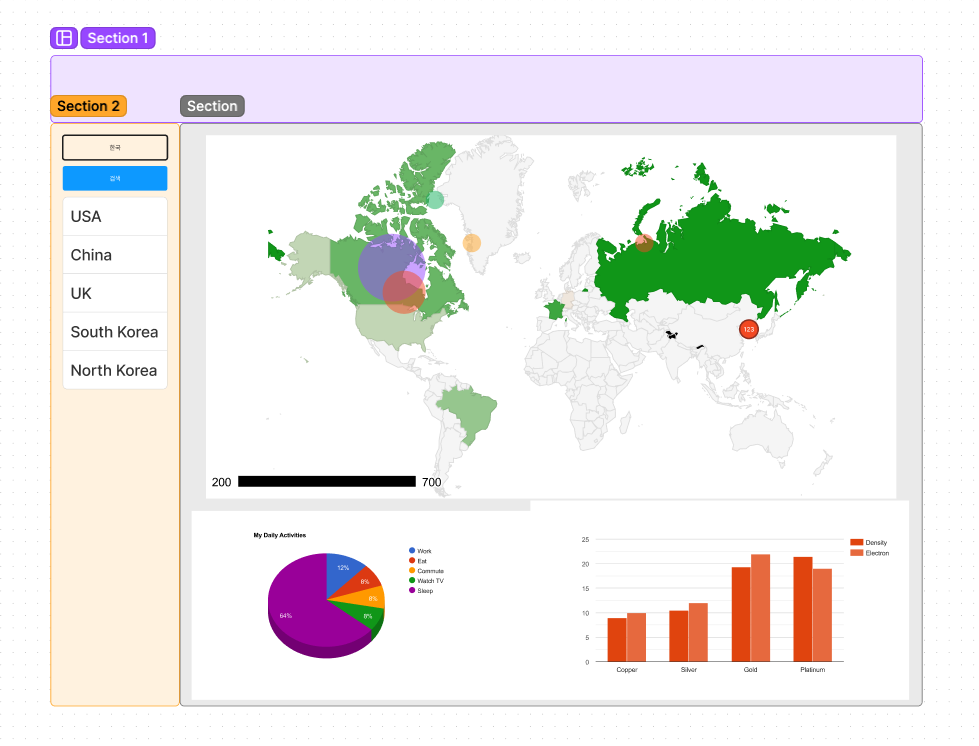 Section 1
Section 2
Section
한국
검색
USA
China
UK
South Korea
North Korea
123
200
700
My Daily Activities
Work
Eat
Commute
Watch TV
Sleep
12%
8%
8%
8%
64%
25
20
15
10
5
0
Copper
Silver
Gold
Platinum
Density
Electron